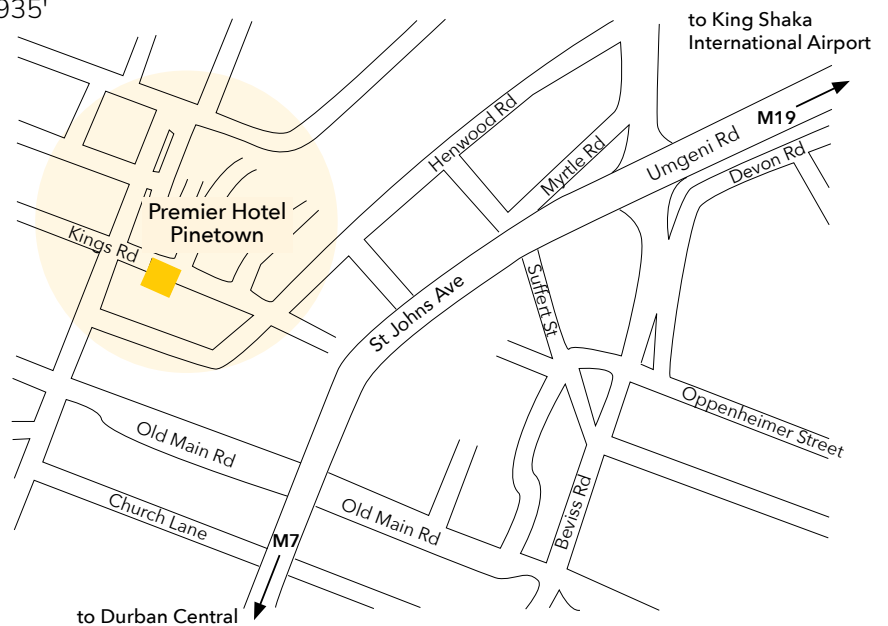 935'
to King Shaka
International Airport
M19
Henwood Rd
Umgeni Rd
Myrtle Rd
Devon Rd
Premier Hotel
Pinetown
Kings Rd
Suffert St
St Johns Ave
Oppenheimer Street
Old Main Rd
Church Lane
Old Main Rd
Beviss Rd
M7
to Durban Central